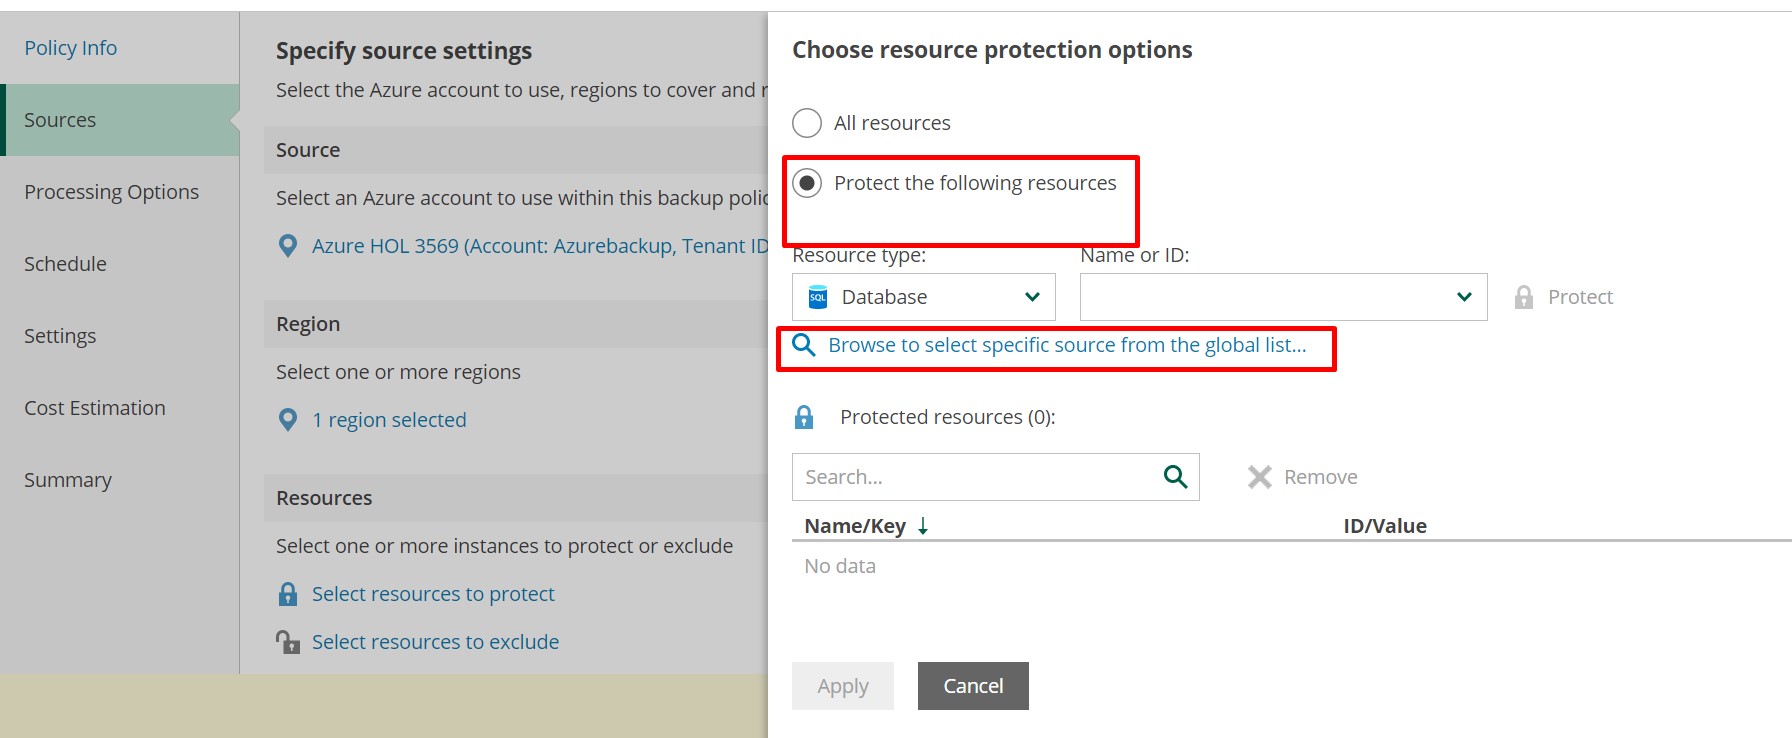 Policy Info
Sources
Processing Options
Schedule
Settings
Cost Estimation
Summary
Specify source settings
Select the Azure account to use, regions to cover and r
Source
Select an Azure account to use within this backup polic
Azure HOL 3569 (Account: Azurebackup, Tenant ID
Region
Select one or more regions
1 region selected
Resources
Select one or more instances to protect or exclude
Select resources to protect
Select resources to exclude
Choose resource protection options
All resources
Protect the following resources
Resource type: Name or ID:
SQL Database Protect
Browse to select specific source from the global list...
Protected resources (0):
Search... Remove
Name/Key ID/Value
No data
Apply Cancel